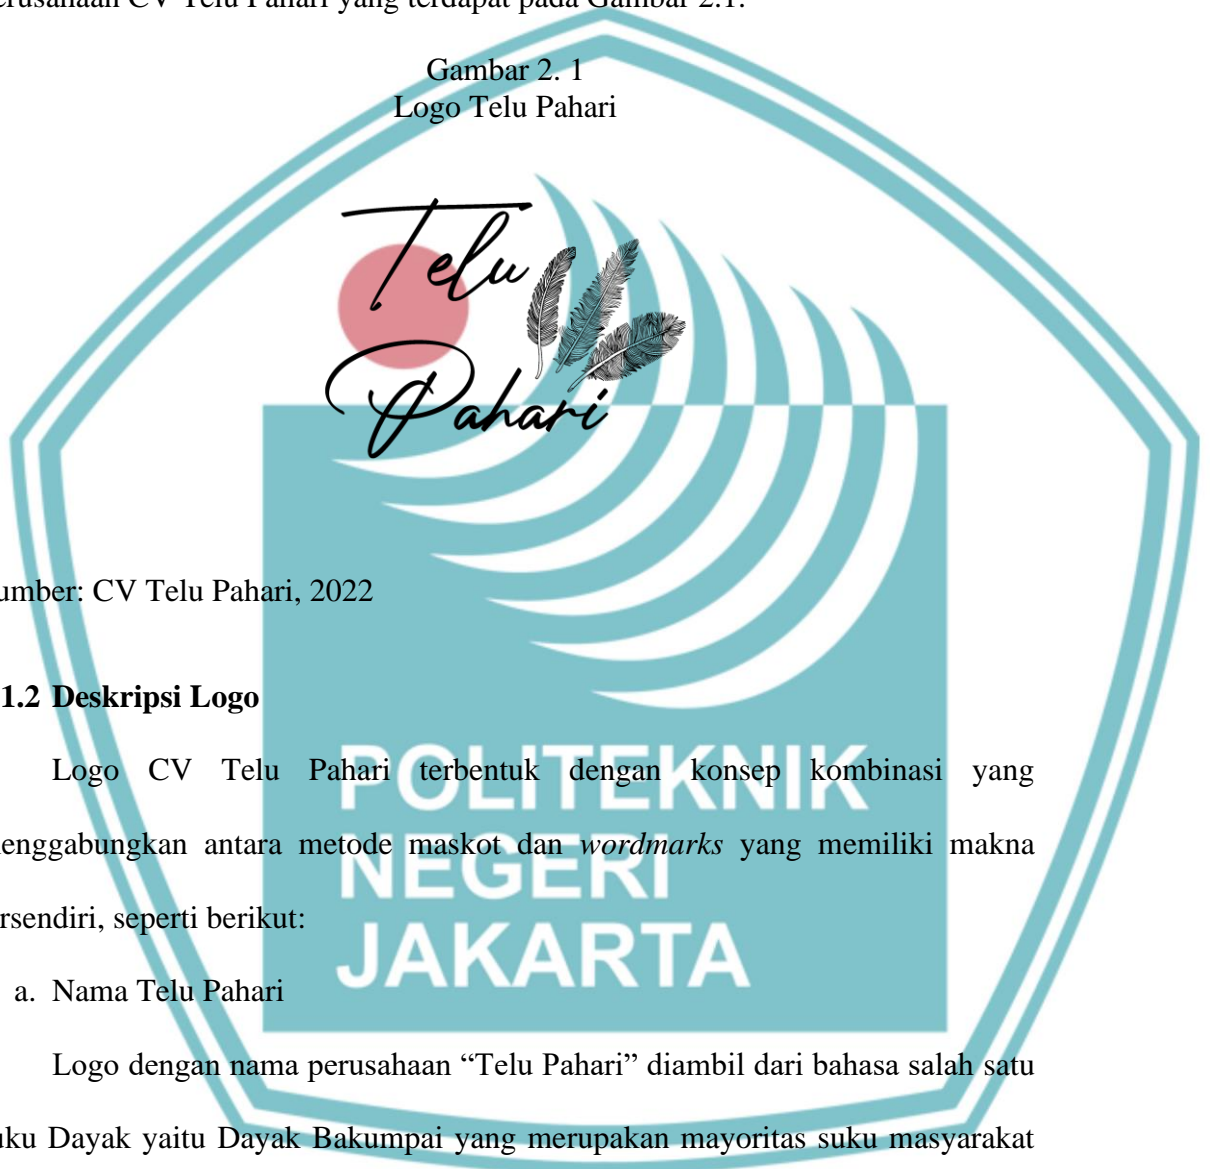 erusahaan CV Telu Pahari yang terdapat pada Gambar 2.1.
Gambar 2. 1
Logo Telu Pahari
Telu
Pahari
umber: CV Telu Pahari, 2022
1.2 Deskripsi Logo
Logo CV Telu Pahari terbentuk dengan konsep kombinasi yang
enggabungkan antara metode maskot dan wordmarks yang memiliki makna
rsendiri, seperti berikut:
a. Nama Telu Pahari
Logo dengan nama perusahaan “Telu Pahari” diambil dari bahasa salah satu
uku Dayak yaitu Dayak Bakumpai yang merupakan mayoritas suku masyarakat
POLITEKNIK
NEGERI
JAKARTA